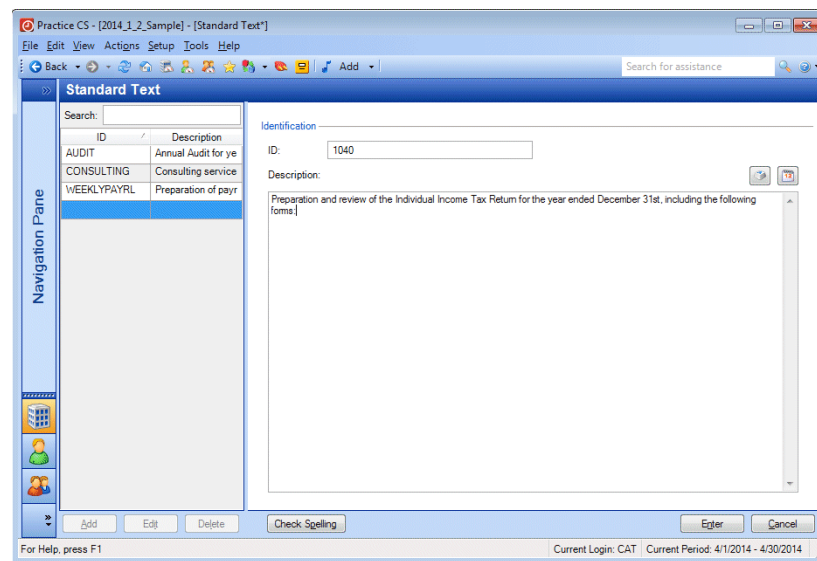 Practice CS - [2014_1_2_Sample] - [Standard Text*]
File Edit View Actions Setup Tools Help
Back Add Search for assistance
Standard Text
Search:
ID Description
AUDIT Annual Audit for ye
CONSULTING Consulting service
WEEKLYPAYRL Preparation of payr
Navigation Pane
Identification
ID: 1040
Description:
12
Preparation and review of the Individual Income Tax Return for the year ended December 31st, including the following
forms:
Add Edit Delete Check Spelling Enter Cancel
For Help, press F1 Current Login: CAT Current Period: 4/1/2014 - 4/30/2014